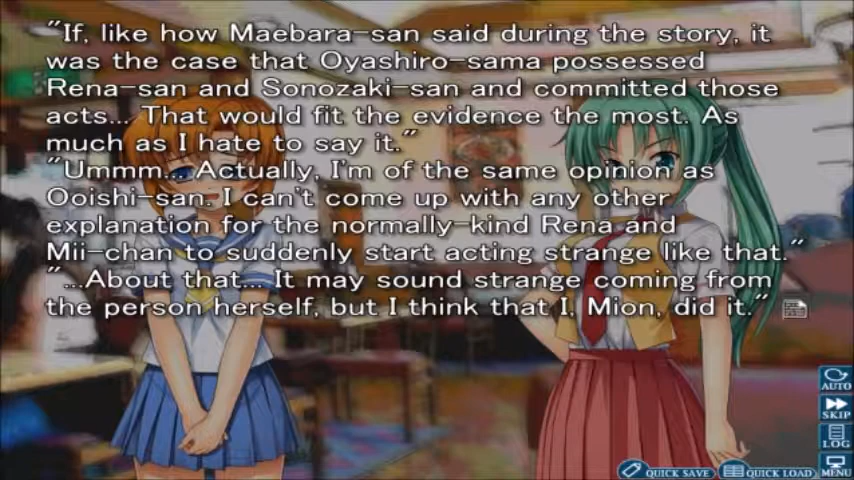 "If, like how Maebara-san said during the story, it
was the case that Oyashiro-sama possessed
Rena-san and Sonozaki-san and committed those
acts... That would fit the evidence the most. As
much as I hate to say it."
"Ummm... Actually, I'm of the same opinion as
Ooishi-san. I can't come up with any other
explanation for the normally-kind Rena and
Mii-chan to suddenly start acting strange like that."
"...About that... It may sound strange coming from
the person herself, but I think that I, Mion, did it."
AUTO
SKIP
LOG
QUICK SAVE QUICK LOAD MENU